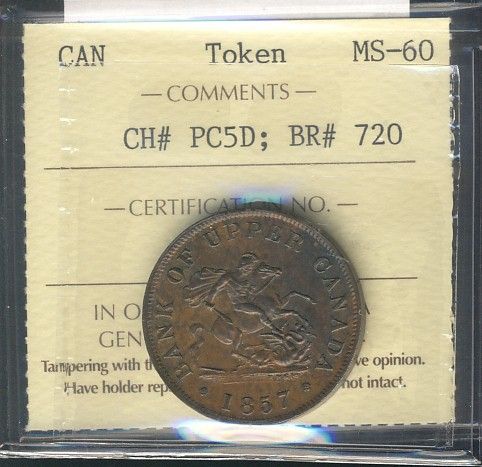 CAN Token MS-60
— COMMENTS —
CH# PC5D; BR# 720
— CERTIFICATION NO. —
BANK OF UPPER CANADA
1857
IN O
GEN
Tampering with th ve opinion.
Have holder rep not intact.